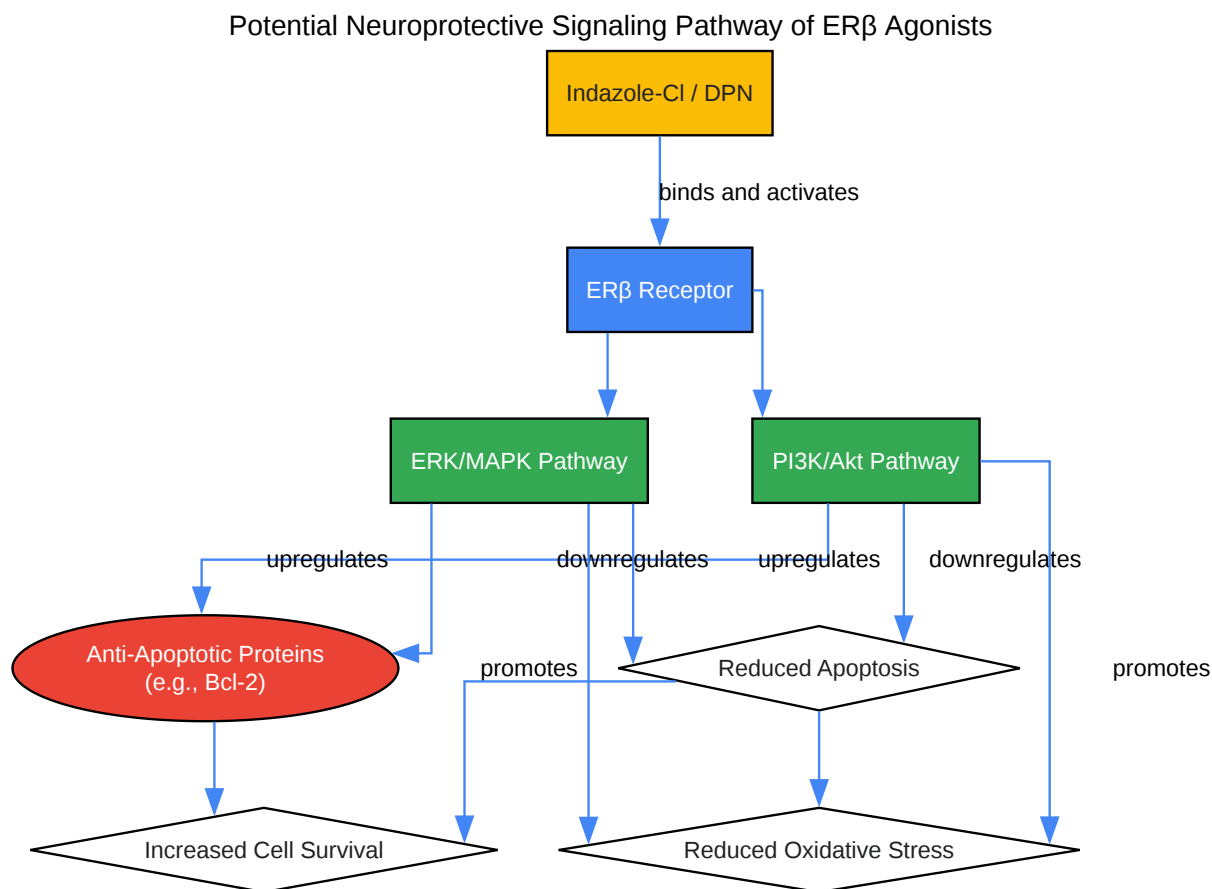 Potential Neuroprotective Signaling Pathway of ERβ Agonists
Indazole-Cl / DPN
binds and activates
ERβ Receptor
ERK/MAPK Pathway
PI3K/Akt Pathway
upregulates
downregulates
upregulates
downregulates
Anti-Apoptotic Proteins
(e.g., Bcl-2)
promotes
Reduced Apoptosis
promotes
Increased Cell Survival
Reduced Oxidative Stress